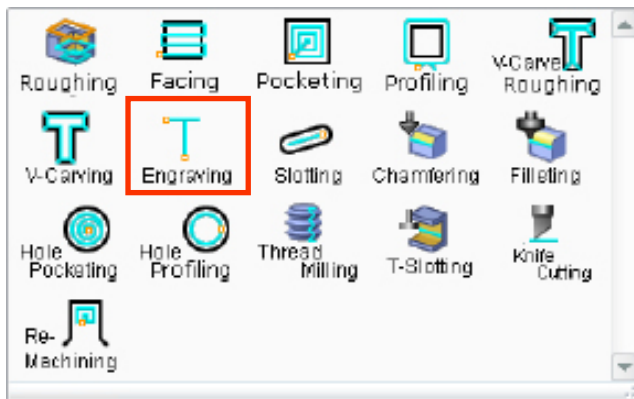 Roughing
Facing
Pocketing
Profiling
V-Carve
Roughing
V-Carving
Engraving
Slotting
Chamfering
Filleting
Hole
Pocketing
Hole
Profiling
Thread
Milling
T-Slotting
Knife
Cutting
Re-
Machining